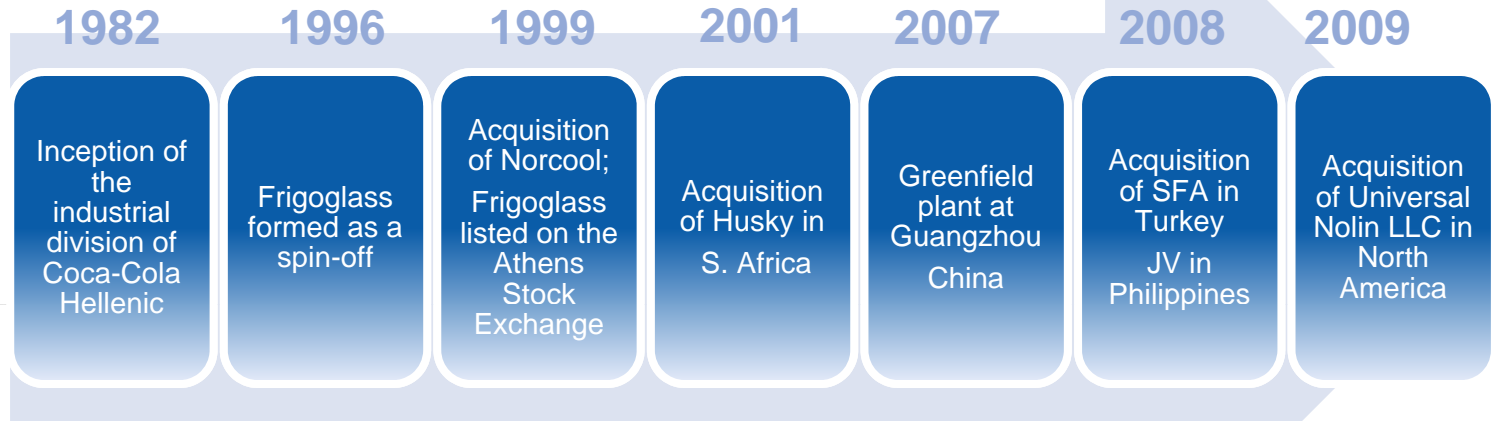 1982
Inception of
the
industrial
division of
Coca-Cola
Hellenic
1996
Frigoglass
formed as a
spin-off
1999
Acquisition
of Norcool;
Frigoglass
listed on the
Athens
Stock
Exchange
2001
Acquisition
of Husky in
S. Africa
2007
Greenfield
plant at
Guangzhou
China
2008
Acquisition
of SFA in
Turkey
JV in
Philippines
2009
Acquisition
of Universal
Nolin LLC in
North
America